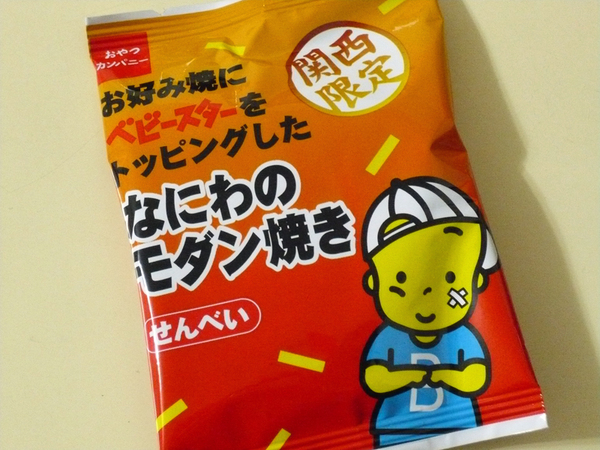 おやつ
カンパニー
関西
限定
お好み焼に
ベビースターを
トッピングした
なにわの
モダン焼き
せんべい
B